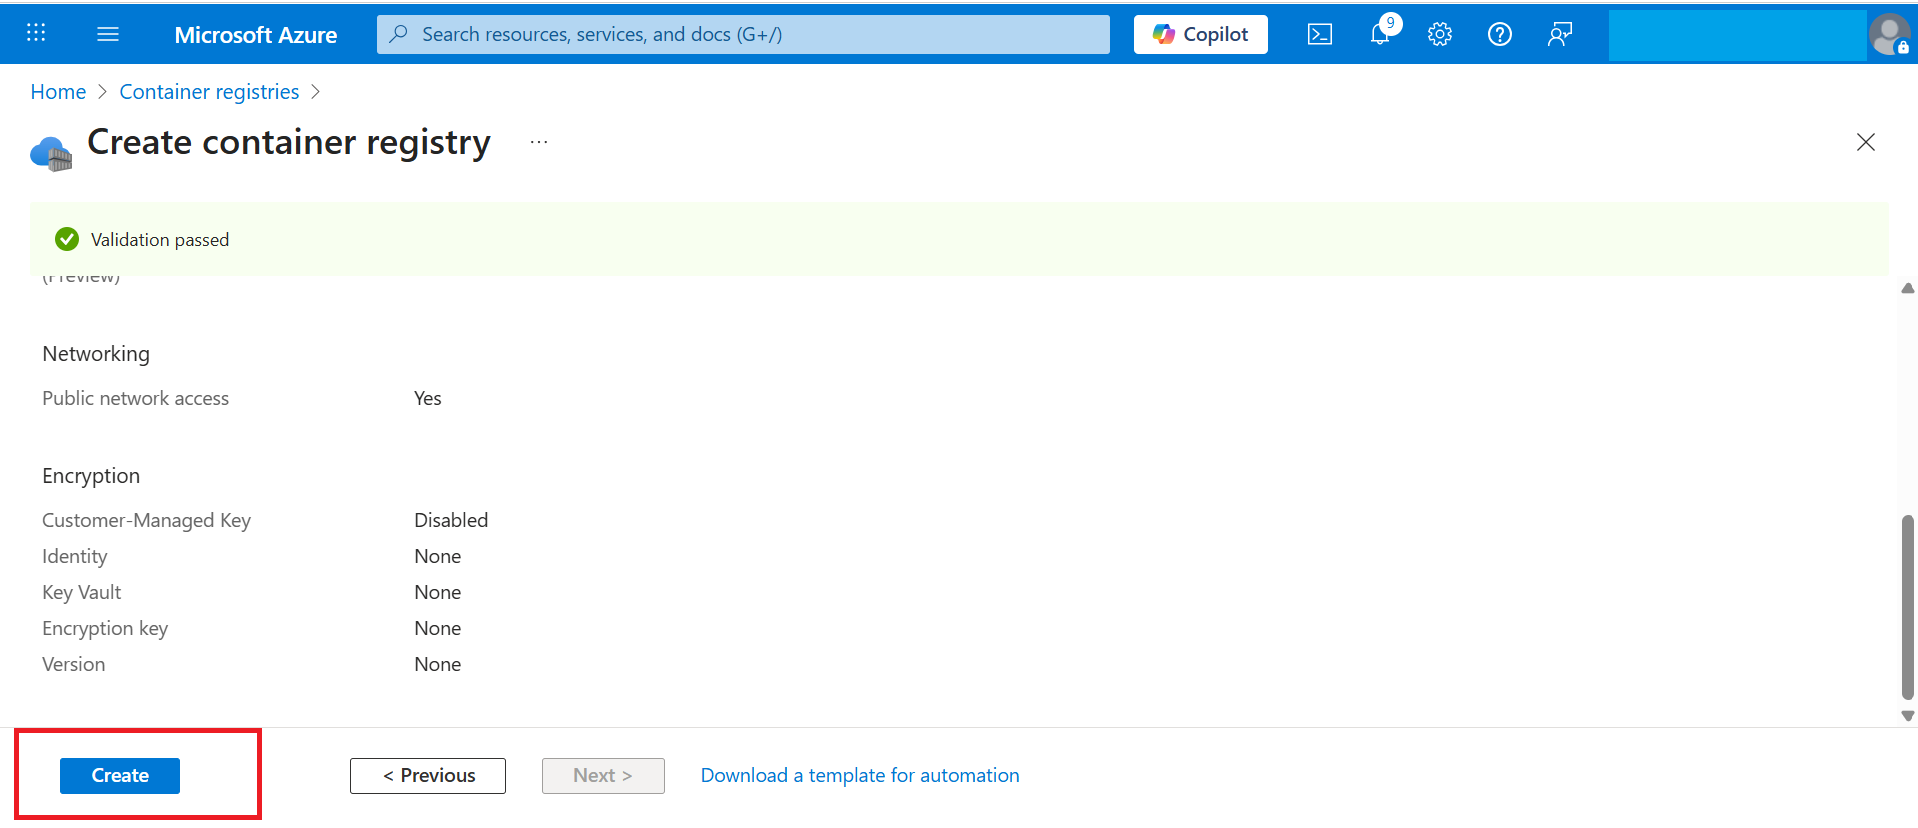 Microsoft Azure
Search resources, services, and docs (G+/)
Copilot
9
Home > Container registries >
Create container registry ...
Validation passed
(Preview)
Networking
Public network access Yes
Encryption
Customer-Managed Key Disabled
Identity None
Key Vault None
Encryption key None
Version None
Create < Previous Next > Download a template for automation